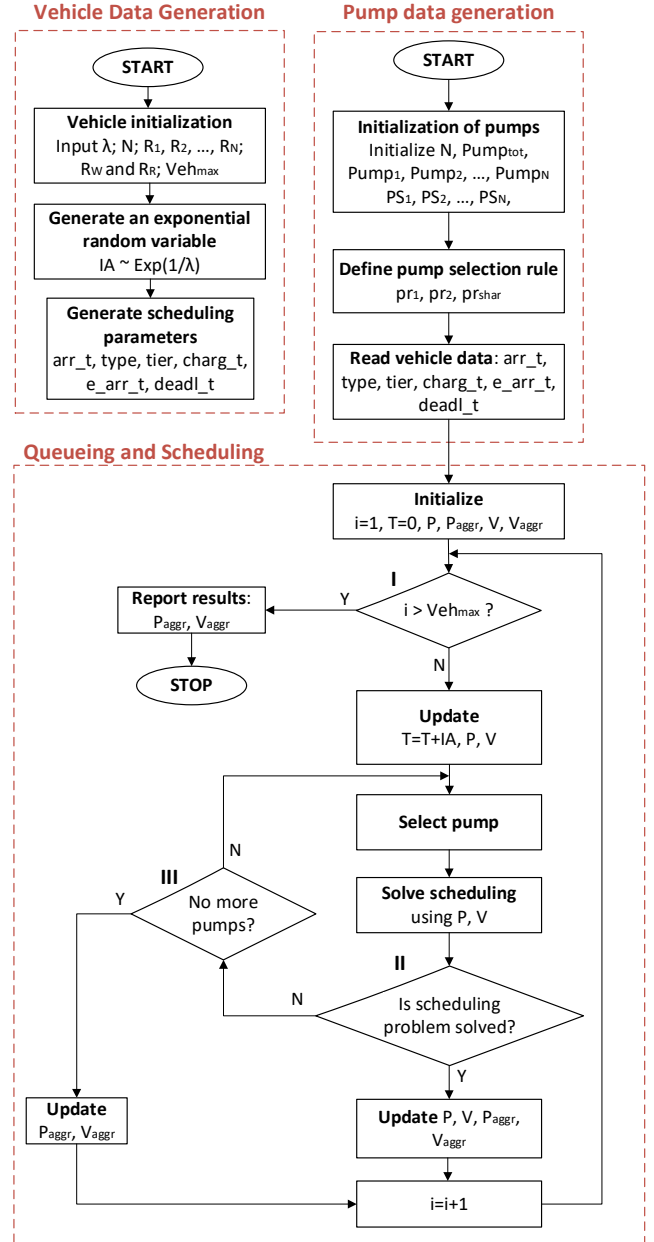 Vehicle Data Generation
START
Vehicle initialization
Input λ; N; R1, R2, ..., RN;
RW and RR; Vehmax
Generate an exponential
random variable
IA ~ Exp(1/λ)
Generate scheduling
parameters
arr_t, type, tier, charg_t,
e_arr_t, deadl_t
Pump data generation
START
Initialization of pumps
Initialize N, Pumptot,
Pump1, Pump2, ..., PumpN
PS1, PS2, ..., PSN,
Define pump selection rule
pr1, pr2, prshar
Read vehicle data: arr_t,
type, tier, charg_t, e_arr_t,
deadl_t
Queueing and Scheduling
Initialize
i=1, T=0, P, Paggr, V, Vaggr
I
i > Vehmax ?
Y
Report results:
Paggr, Vaggr
STOP
N
Update
T=T+IA, P, V
Select pump
Solve scheduling
using P, V
II
Is scheduling
problem solved?
N
III
No more
pumps?
N
Y
Update
Paggr, Vaggr
Y
Update P, V, Paggr,
Vaggr
i=i+1